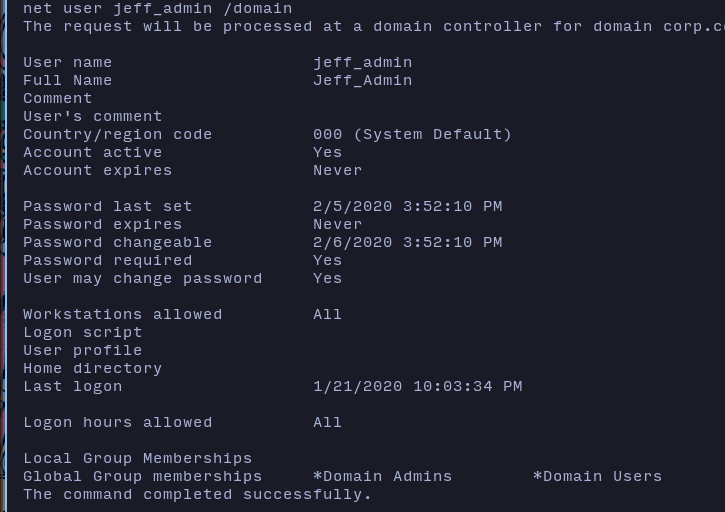 net user jeff_admin /domain
The request will be processed at a domain controller for domain corp.c
User name jeff_admin
Full Name Jeff_Admin
Comment
User's comment
Country/region code 000 (System Default)
Account active Yes
Account expires Never
Password last set 2/5/2020 3:52:10 PM
Password expires Never
Password changeable 2/6/2020 3:52:10 PM
Password required Yes
User may change password Yes
Workstations allowed All
Logon script
User profile
Home directory
Last logon 1/21/2020 10:03:34 PM
Logon hours allowed All
Local Group Memberships
Global Group memberships *Domain Admins *Domain Users
The command completed successfully.